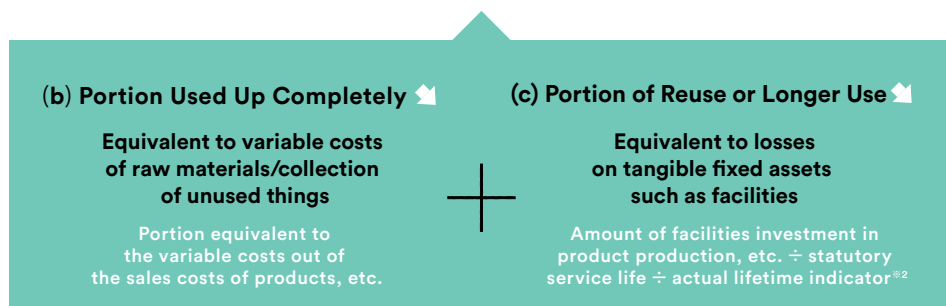 (b) Portion Used Up Completely
Equivalent to variable costs
of raw materials/collection
of unused things
Portion equivalent to
the variable costs out of
the sales costs of products, etc.
+
(c) Portion of Reuse or Longer Use
Equivalent to losses
on tangible fixed assets
such as facilities
Amount of facilities investment in
product production, etc. ÷ statutory
service life ÷ actual lifetime indicator※2